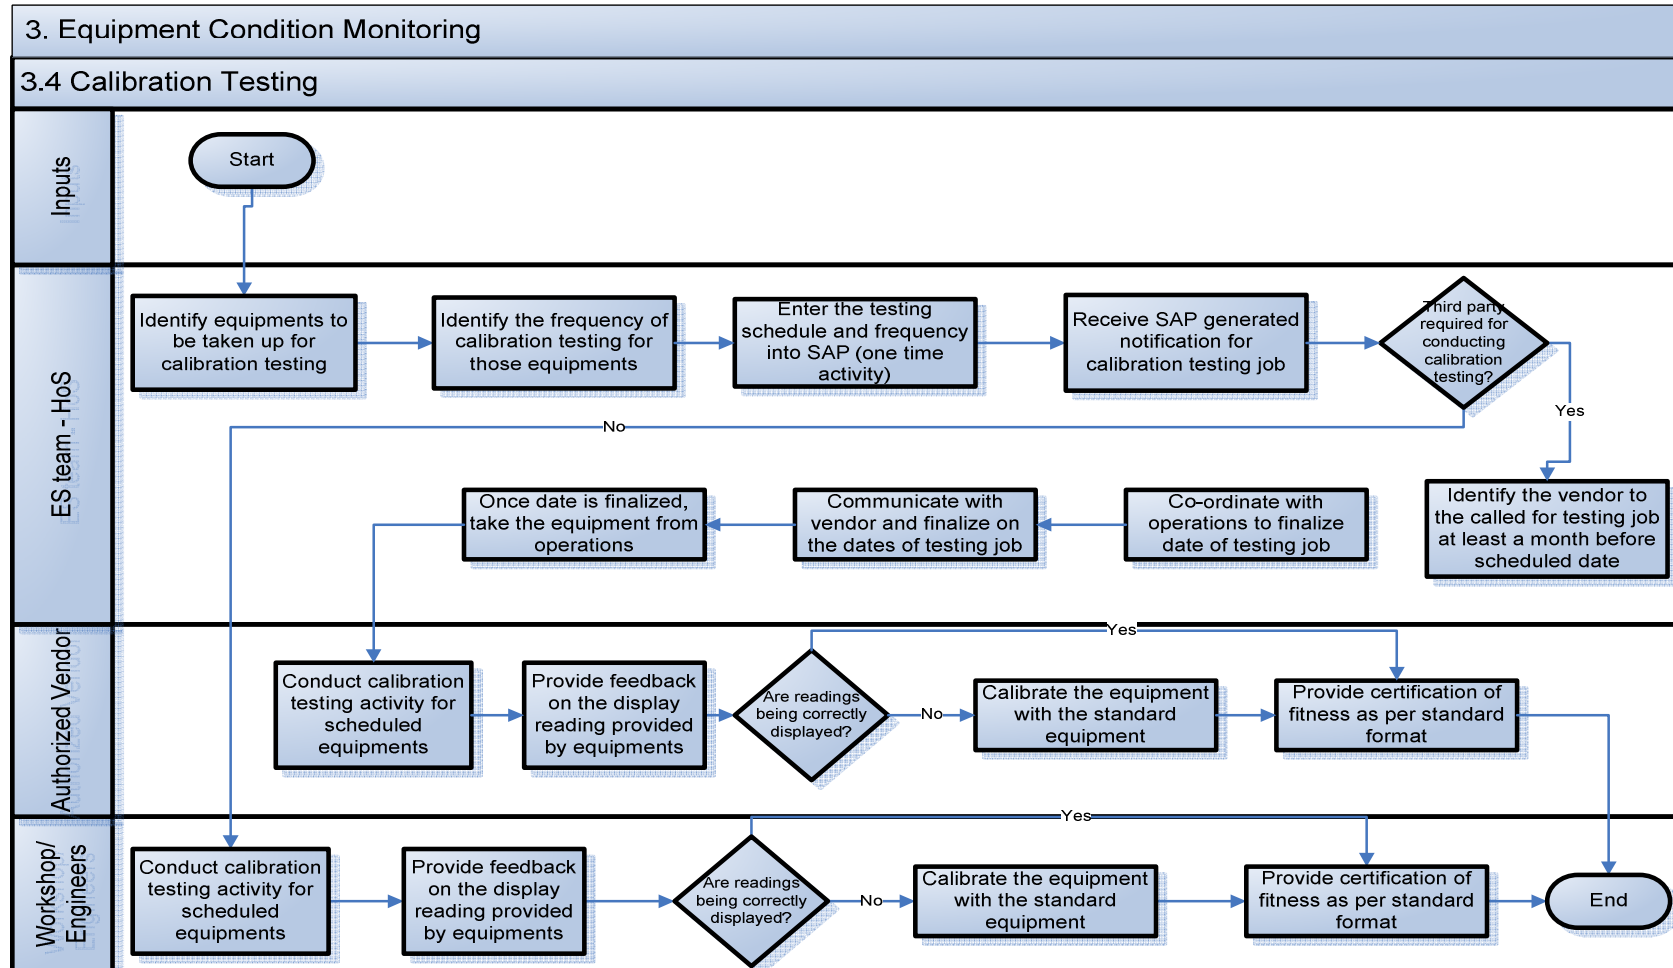 3. Equipment Condition Monitoring
3.4 Calibration Testing
Inputs
Start
ES team - HoS
Identify equipments to
be taken up for
calibration testing
Identify the frequency of
calibration testing for
those equipments
Enter the testing
schedule and frequency
into SAP (one time
activity)
Receive SAP generated
notification for
calibration testing job
Third party
required for
conducting
calibration
testing?
Yes
No
Once date is finalized,
take the equipment from
operations
Communicate with
vendor and finalize on
the dates of testing job
Co-ordinate with
operations to finalize
date of testing job
Identify the vendor to
the called for testing job
at least a month before
scheduled date
Authorized Vendor
Yes
Conduct calibration
testing activity for
scheduled
equipments
Provide feedback
on the display
reading provided
by equipments
Are readings
being correctly
displayed?
No
Calibrate the equipment
with the standard
equipment
Provide certification of
fitness as per standard
format
Workshop/
Engineers
Yes
Conduct calibration
testing activity for
scheduled
equipments
Provide feedback
on the display
reading provided
by equipments
Are readings
being correctly
displayed?
No
Calibrate the equipment
with the standard
equipment
Provide certification of
fitness as per standard
format
End